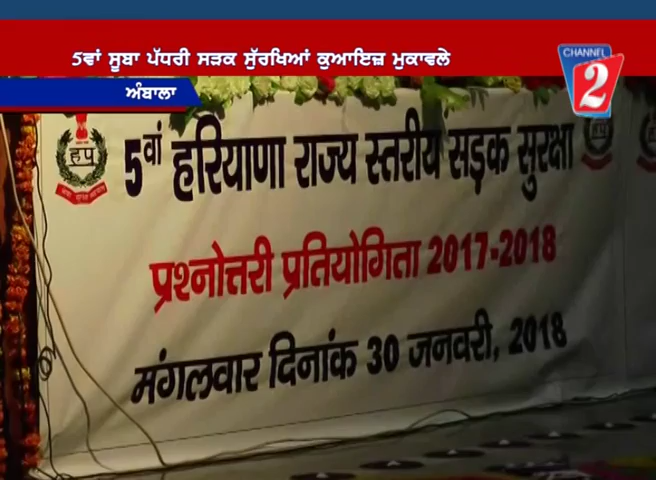 5ਵਾਂ ਸੂਬਾ ਪੱਧਰੀ ਸੜਕ ਸੁੱਰਖਿਆਂ ਕੁਆਇਜ਼ ਮੁਕਾਵਲੇ
ਅੰਬਾਲਾ
CHANNEL
2
ह पु
5वां हरियाणा राज्य स्तरीय सड़क सुरक्षा
प्रश्नोत्तरी प्रतियोगिता 2017-2018
मंगलवार दिनांक 30 जनवरी, 2018